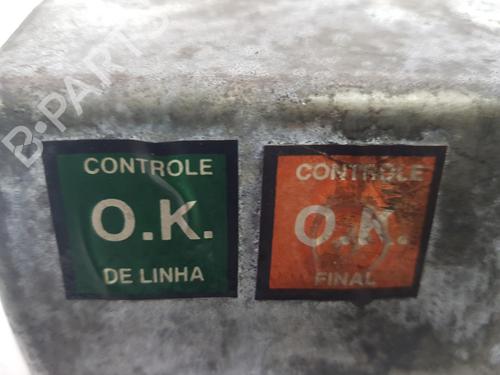 B-PARTS
CONTROLE
O.K.
DE LINHA
CONTROLE
O.K.
FINAL